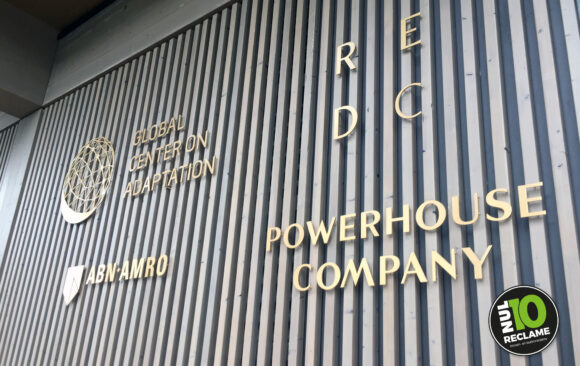 GLOBAL
CENTER ON
ADAPTATION
ABN·AMRO
R E
D C
POWERHOUSE
COMPANY
NUL
10
RECLAME